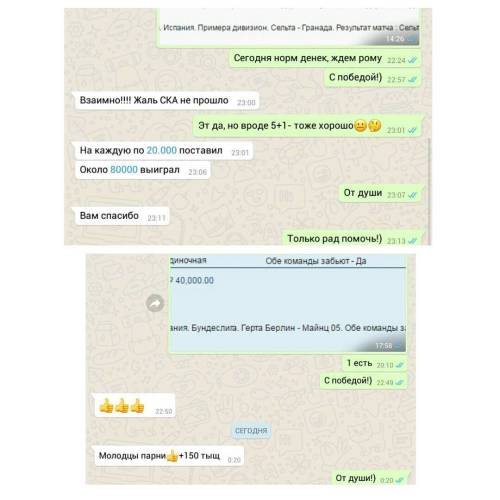 Испания. Примера дивизион. Сельта - Гранада. Результат матча : Сельт
14:26
Сегодня норм денек, ждем рому 22:24
С победой!) 22:57
Взаимно!!!! Жаль СКА не прошло 23:00
Эт да, но вроде 5+1- тоже хорошо😐🤔 23:01
На каждую по 20.000 поставил 23:01
Около 80000 выиграл 23:06
От души 23:07
Вам спасибо 23:11
Только рад помочь!) 23:13
диночная Обе команды забьют - Да
₽ 40,000.00
ания. Бундеслига. Герта Берлин - Майнц 05. Обе команды за
17:58
1 есть 20:10
С победой!) 22:49
👍👍👍 22:50
СЕГОДНЯ
Молодцы парни👍+150 тыщ 0:20
От души!) 0:20